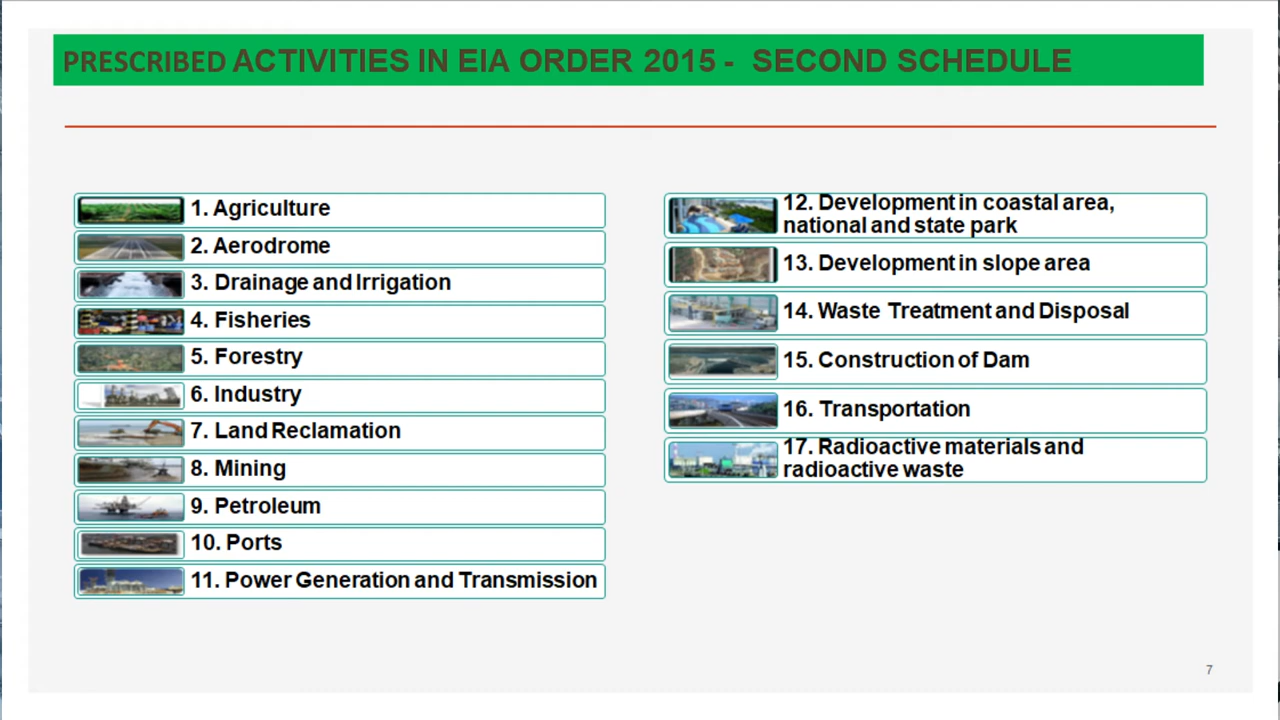 PRESCRIBED ACTIVITIES IN EIA ORDER 2015 - SECOND SCHEDULE
1. Agriculture
2. Aerodrome
3. Drainage and Irrigation
4. Fisheries
5. Forestry
6. Industry
7. Land Reclamation
8. Mining
9. Petroleum
10. Ports
11. Power Generation and Transmission
12. Development in coastal area,
national and state park
13. Development in slope area
14. Waste Treatment and Disposal
15. Construction of Dam
16. Transportation
17. Radioactive materials and
radioactive waste
7